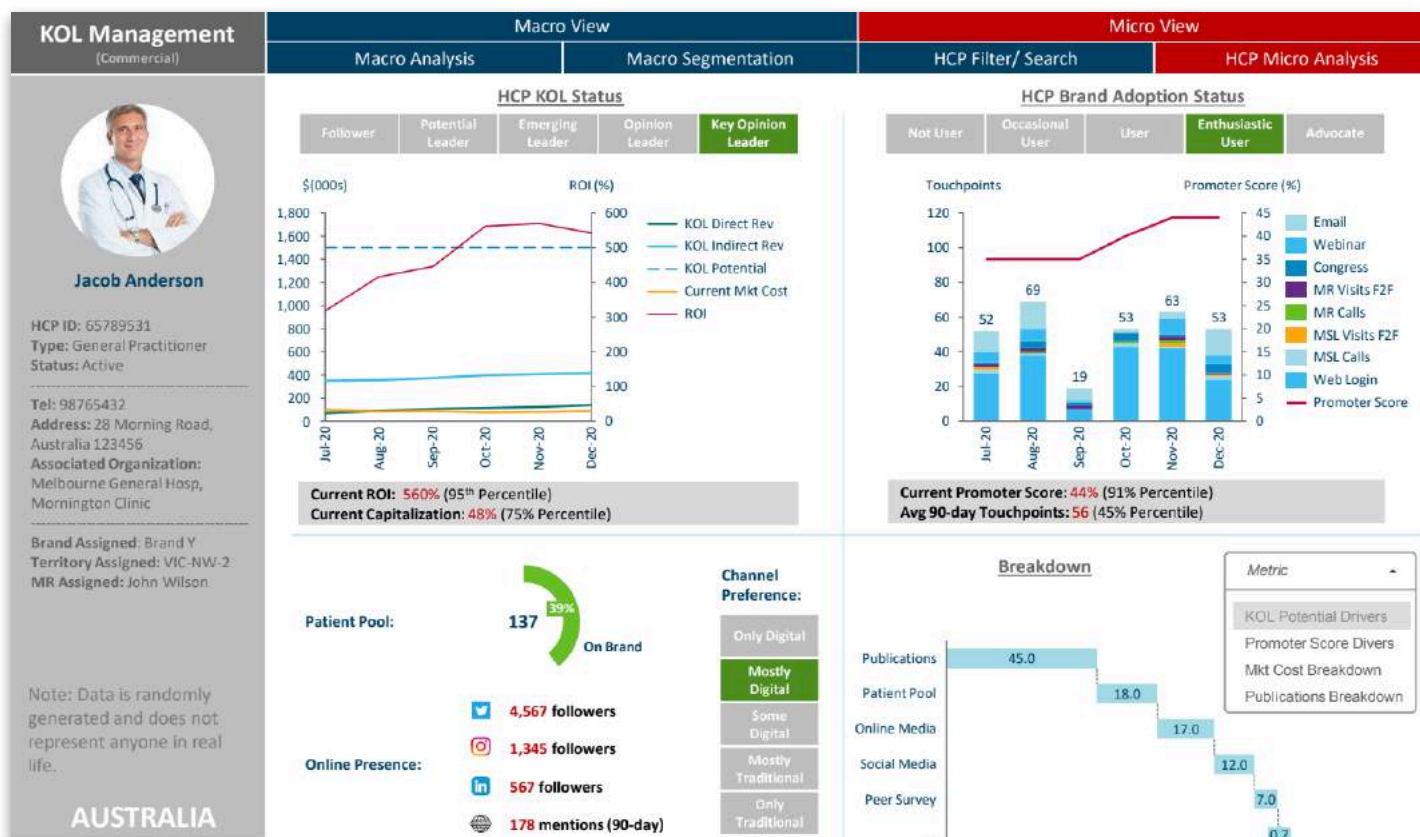 KOL Management
(Commercial)
Macro View
Micro View
Macro Analysis
Macro Segmentation
HCP Filter/ Search
HCP Micro Analysis
Jacob Anderson
HCP ID: 65789531
Type: General Practitioner
Status: Active
Tel: 98765432
Address: 28 Morning Road,
Australia 123456
Associated Organization:
Melbourne General Hosp,
Mornington Clinic
Brand Assigned: Brand Y
Territory Assigned: VIC-NW-2
MR Assigned: John Wilson
Note: Data is randomly
generated and does not
represent anyone in real
life.
AUSTRALIA
HCP KOL Status
Follower
Potential
Leader
Emerging
Leader
Opinion
Leader
Key Opinion
Leader
$(000s)
ROI (%)
1,800
1,600
1,400
1,200
1,000
800
600
400
200
0
600
500
400
300
200
100
0
Jul-20
Aug-20
Sep-20
Oct-20
Nov-20
Dec-20
KOL Direct Rev
KOL Indirect Rev
KOL Potential
Current Mkt Cost
ROI
Current ROI: 560% (95th Percentile)
Current Capitalization: 48% (75% Percentile)
HCP Brand Adoption Status
Not User
Occasional
User
User
Enthusiastic
User
Advocate
Touchpoints
Promoter Score (%)
120
100
80
60
40
20
0
52
69
19
53
63
53
45
40
35
30
25
20
15
10
5
0
Jul-20
Aug-20
Sep-20
Oct-20
Nov-20
Dec-20
Email
Webinar
Congress
MR Visits F2F
MR Calls
MSL Visits F2F
MSL Calls
Web Login
Promoter Score
Current Promoter Score: 44% (91% Percentile)
Avg 90-day Touchpoints: 56 (45% Percentile)
Patient Pool:
137
39%
On Brand
Online Presence:
4,567 followers
1,345 followers
567 followers
178 mentions (90-day)
Channel
Preference:
Only Digital
Mostly
Digital
Some
Digital
Mostly
Traditional
Only
Traditional
Breakdown
Metric
KOL Potential Drivers
Promoter Score Divers
Mkt Cost Breakdown
Publications Breakdown
Publications
45.0
Patient Pool
18.0
Online Media
17.0
Social Media
12.0
Peer Survey
7.0
0.7